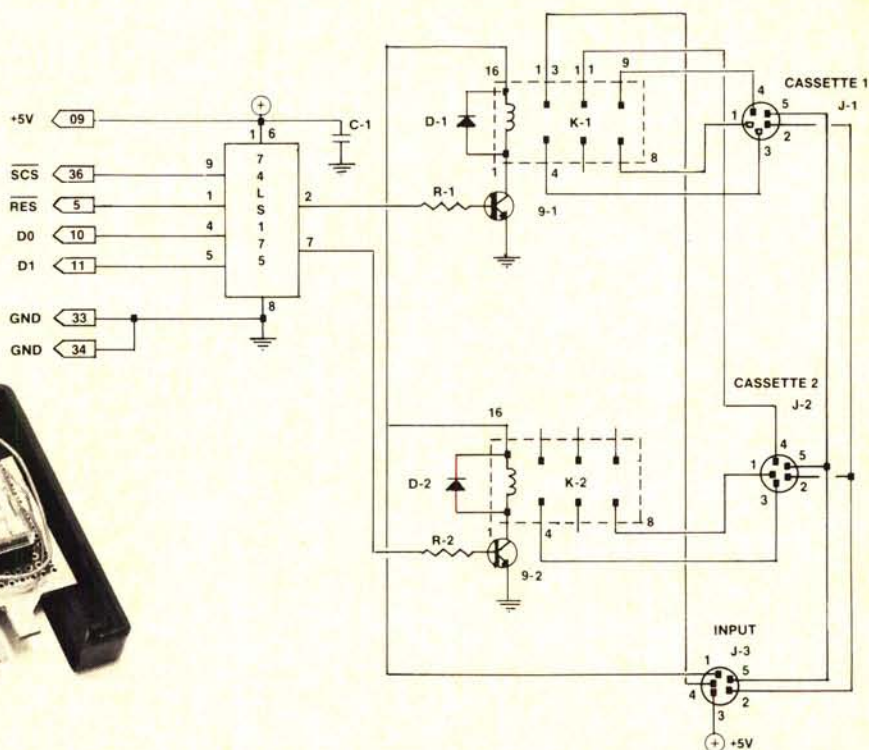 +5V 09
SCS 36
RES 5
D0 10
D1 11
GND 33
GND 34
1 6
C-1
9
1
4
5
7
4
L
S
1
7
5
2
7
8
R-1
9-1
16
D-1
1
1 3
1 1
9
K-1
4
8
CASSETTE 1
J-1
4
5
1
2
3
16
D-2
1
K-2
4
8
R-2
9-2
CASSETTE 2
J-2
4
5
1
2
3
INPUT
J-3
1
5
4
2
3
+5V